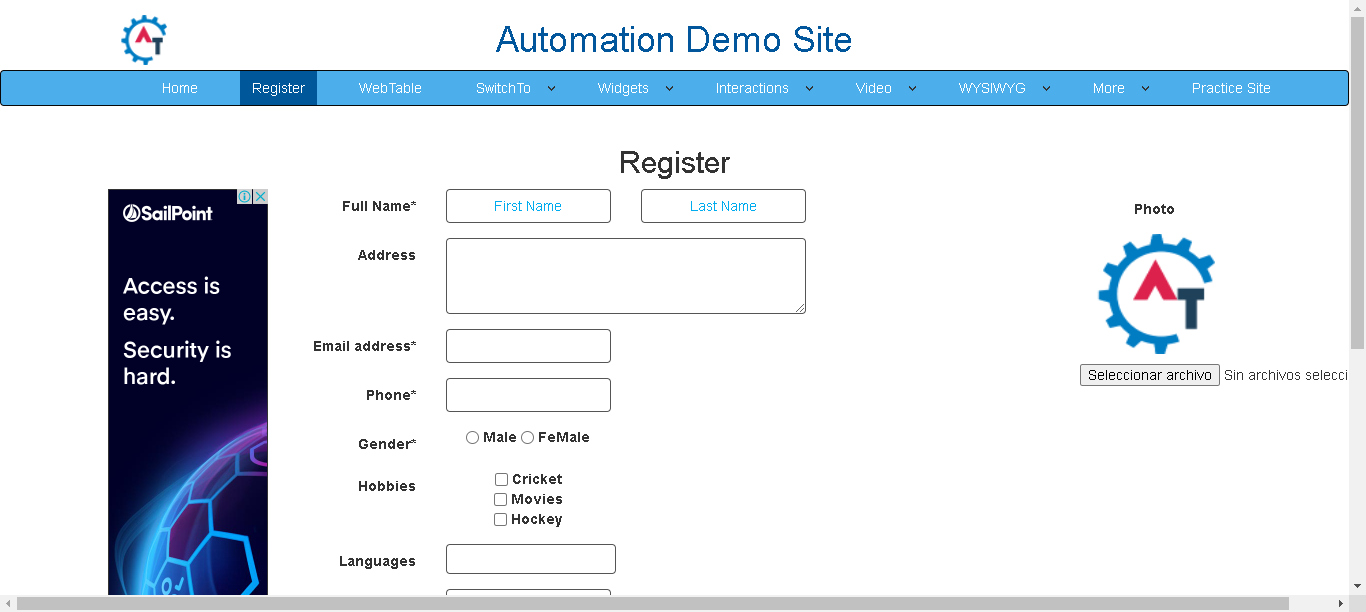 Automation Demo Site
Home Register WebTable SwitchTo Widgets Interactions Video WYSIWYG More Practice Site
Register
SailPoint
Access is
easy.
Security is
hard.
Full Name* First Name Last Name
Address
Email address*
Phone*
Gender* Male FeMale
Hobbies Cricket
Movies
Hockey
Languages
Photo
AT
Seleccionar archivo Sin archivos selecci